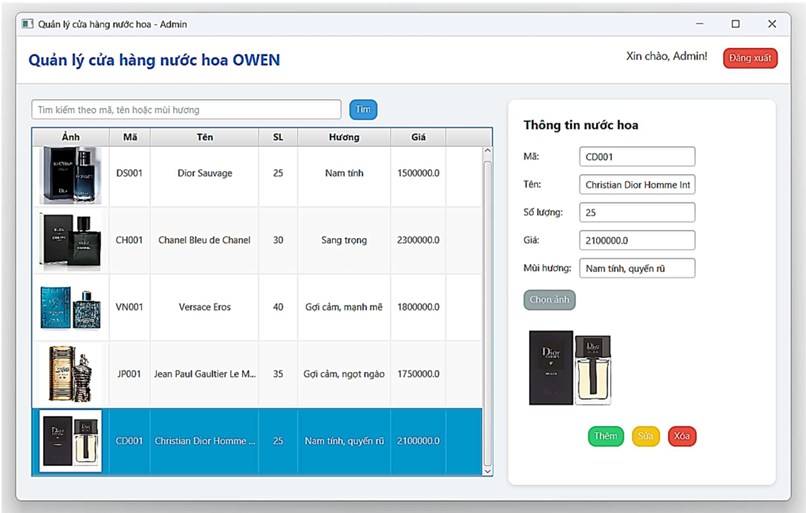 Quản lý cửa hàng nước hoa - Admin
Quản lý cửa hàng nước hoa OWEN
Xin chào, Admin!
Đăng xuất
Tìm kiếm theo mã, tên hoặc mùi hương
Tìm
Ảnh Mã Tên SL Hương Giá
DS001 Dior Sauvage 25 Nam tính 1500000.0
CH001 Chanel Bleu de Chanel 30 Sang trọng 2300000.0
VN001 Versace Eros 40 Gợi cảm, mạnh mẽ 1800000.0
JP001 Jean Paul Gaultier Le M... 35 Gợi cảm, ngọt ngào 1750000.0
CD001 Christian Dior Homme ... 25 Nam tính, quyến rũ 2100000.0
Thông tin nước hoa
Mã: CD001
Tên: Christian Dior Homme Int
Số lượng: 25
Giá: 2100000.0
Mùi hương: Nam tính, quyến rũ
Chọn ảnh
Dior
Dior
Thêm Sửa Xóa